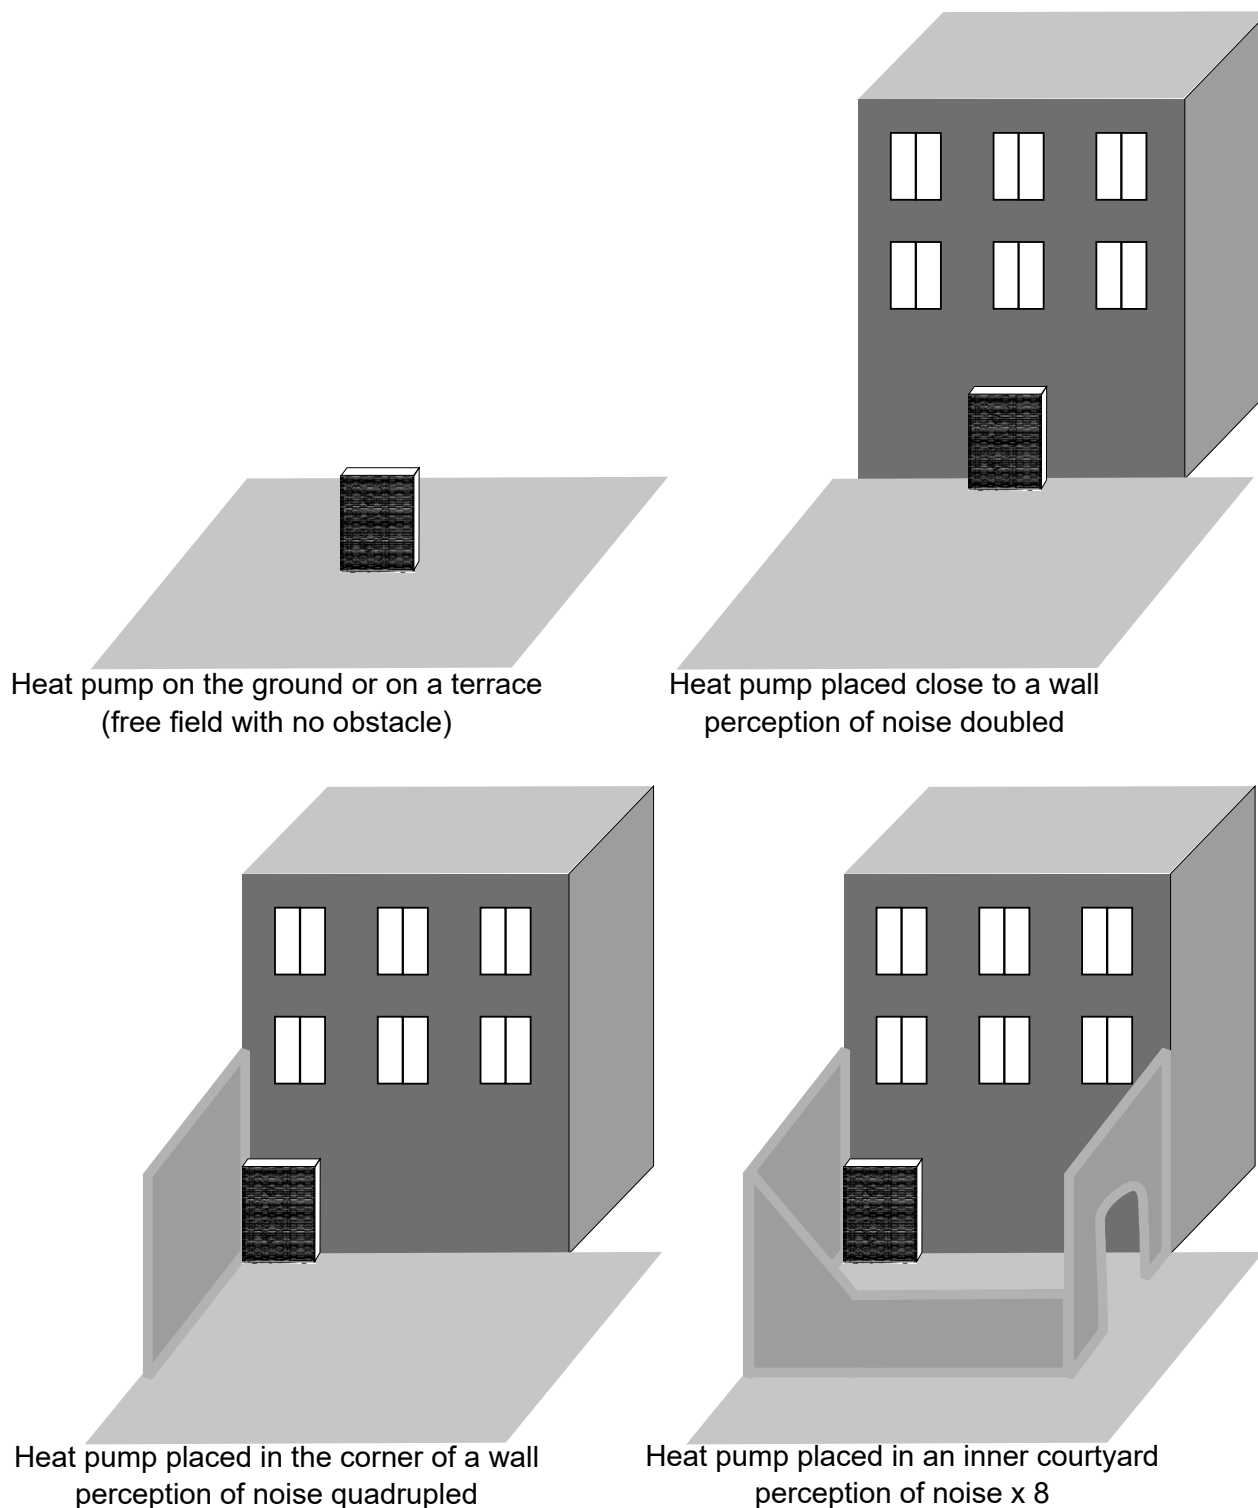 Heat pump on the ground or on a terrace
(free field with no obstacle)
Heat pump placed close to a wall
perception of noise doubled
Heat pump placed in the corner of a wall
perception of noise quadrupled
Heat pump placed in an inner courtyard
perception of noise x 8